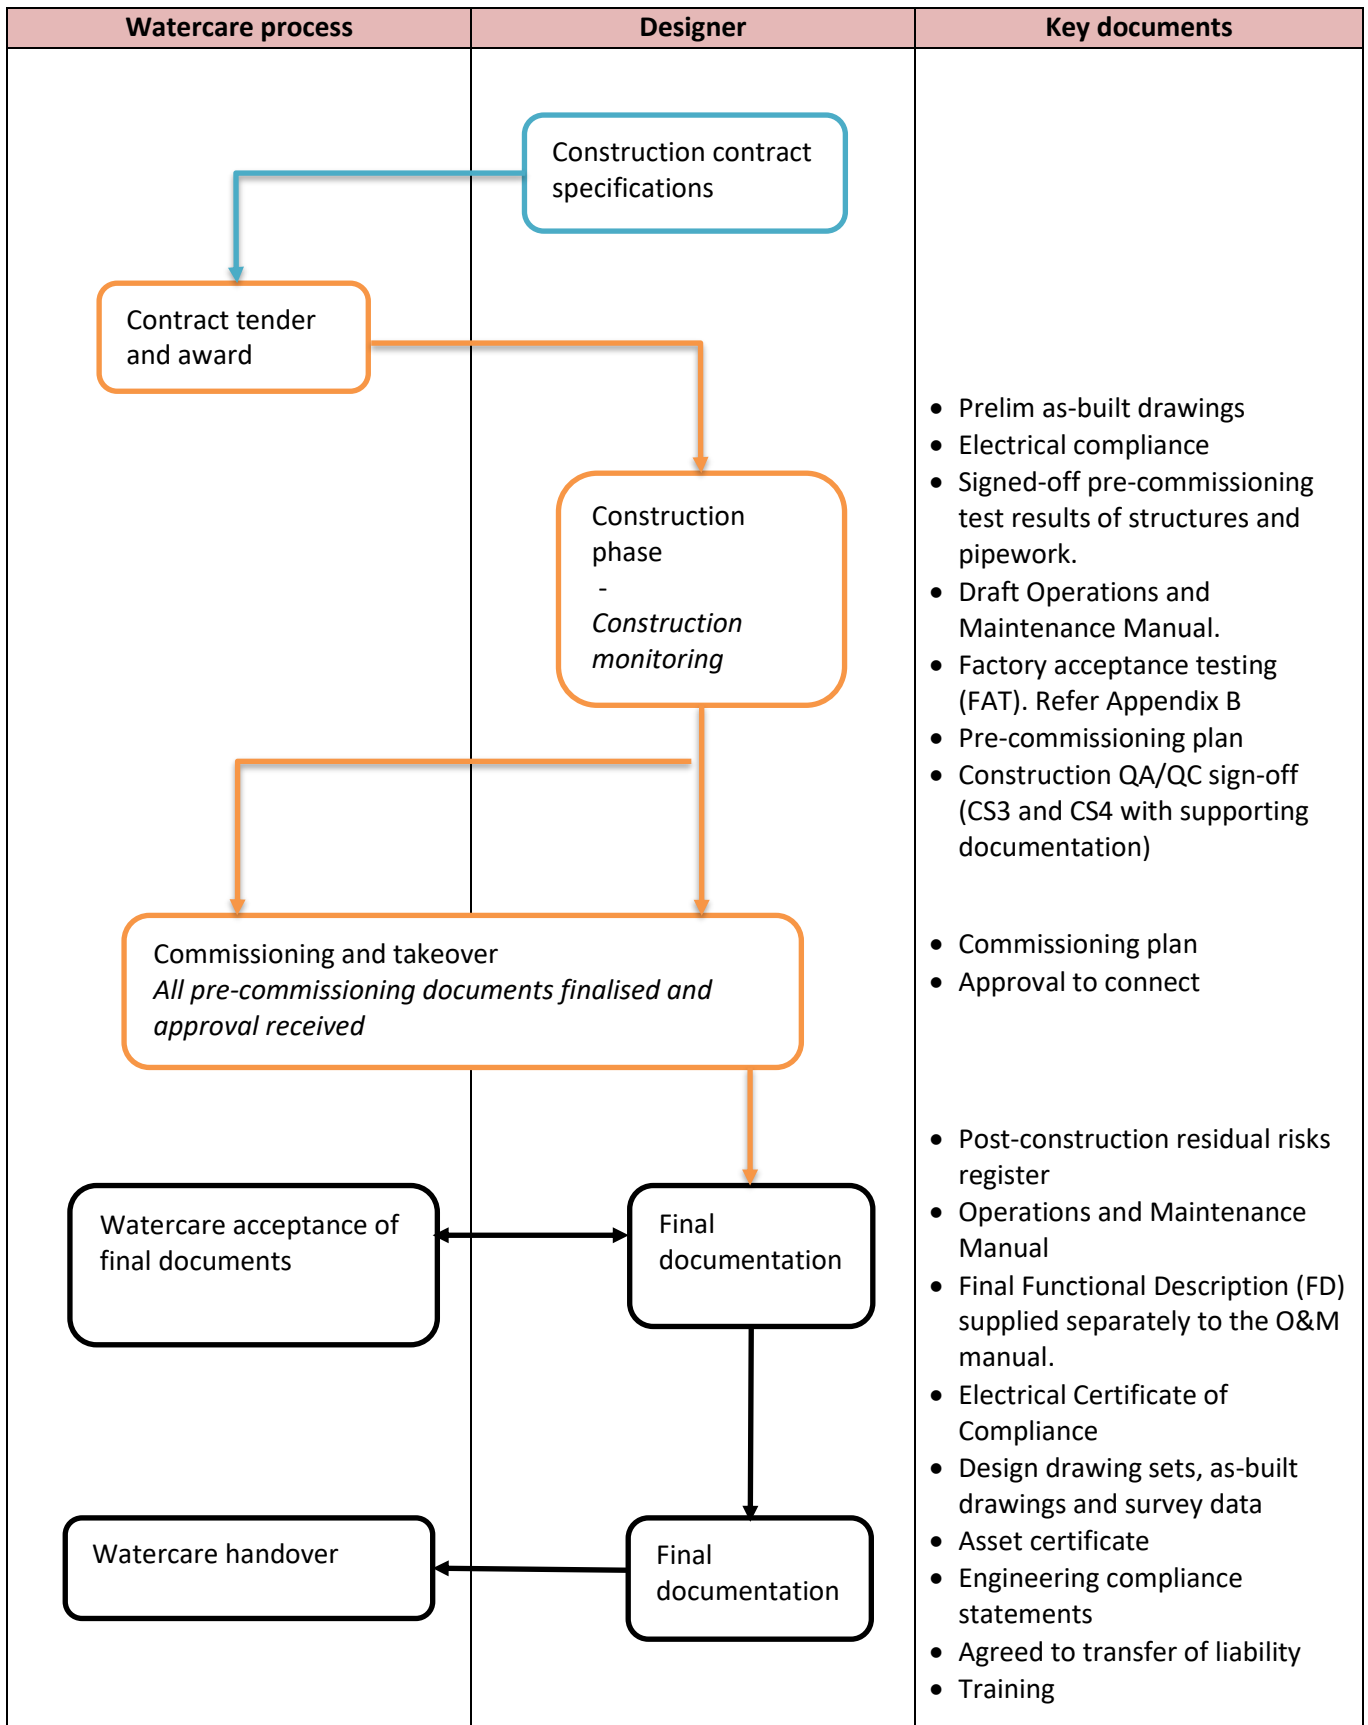 Watercare process
Designer
Key documents
Construction contract
specifications
Contract tender
and award
Construction
phase
-
Construction
monitoring
Commissioning and takeover
All pre-commissioning documents finalised and
approval received
Watercare acceptance of
final documents
Final
documentation
Watercare handover
Final
documentation
• Prelim as-built drawings
• Electrical compliance
• Signed-off pre-commissioning
test results of structures and
pipework.
• Draft Operations and
Maintenance Manual.
• Factory acceptance testing
(FAT). Refer Appendix B
• Pre-commissioning plan
• Construction QA/QC sign-off
(CS3 and CS4 with supporting
documentation)
• Commissioning plan
• Approval to connect
• Post-construction residual risks
register
• Operations and Maintenance
Manual
• Final Functional Description (FD)
supplied separately to the O&M
manual.
• Electrical Certificate of
Compliance
• Design drawing sets, as-built
drawings and survey data
• Asset certificate
• Engineering compliance
statements
• Agreed to transfer of liability
• Training